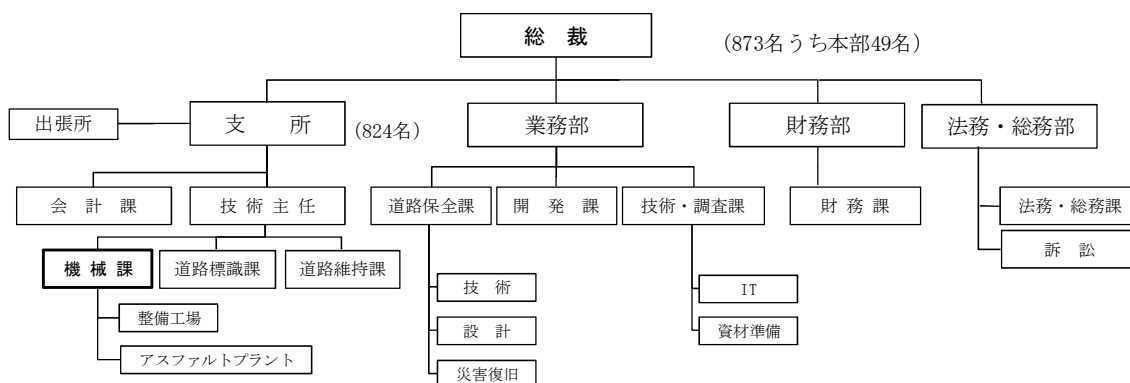 総 裁
(873名うち本部49名)
出張所
支 所
(824名)
業務部
財務部
法務・総務部
会 計 課
技 術 主 任
道路保全課
開 発 課
技術・調査課
財 務 課
法務・総務課
機 械 課
道路標識課
道路維持課
訴 訟
技 術
IT
整備工場
設 計
資材準備
アスファルトプラント
災害復旧